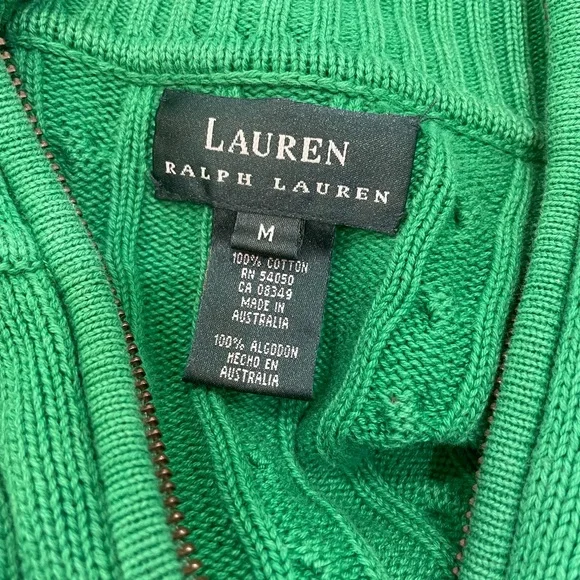 LAUREN
RALPH LAUREN
M
100% COTTON
RN 54050
CA 08349
MADE IN
AUSTRALIA
100% ALGODON
HECHO EN
AUSTRALIA